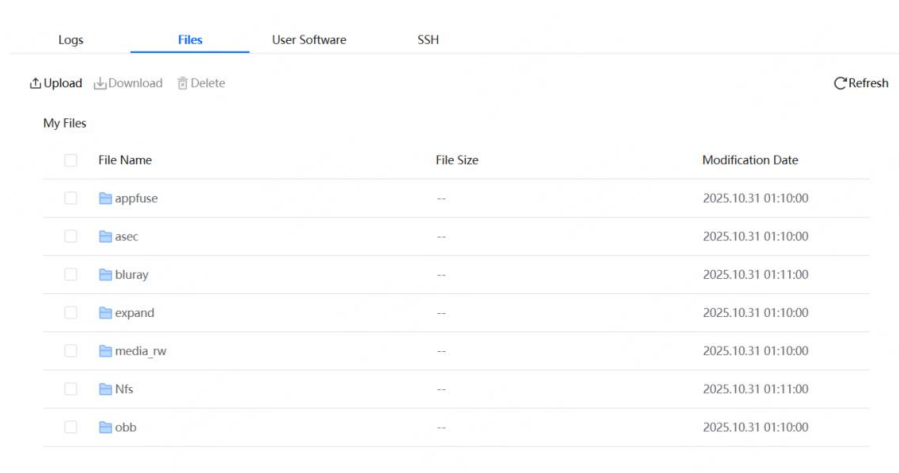 Logs Files User Software SSH
Upload Download Delete Refresh
My Files
File Name File Size Modification Date
appfuse -- 2025.10.31 01:10:00
asec -- 2025.10.31 01:10:00
bluray -- 2025.10.31 01:11:00
expand -- 2025.10.31 01:10:00
media_rw -- 2025.10.31 01:10:00
Nfs -- 2025.10.31 01:11:00
obb -- 2025.10.31 01:10:00